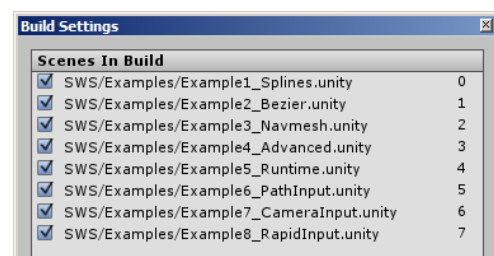 Build Settings
Scenes In Build
SWS/Examples/Example1_Splines.unity 0
SWS/Examples/Example2_Bezier.unity 1
SWS/Examples/Example3_Navmesh.unity 2
SWS/Examples/Example4_Advanced.unity 3
SWS/Examples/Example5_Runtime.unity 4
SWS/Examples/Example6_PathInput.unity 5
SWS/Examples/Example7_CameraInput.unity 6
SWS/Examples/Example8_RapidInput.unity 7